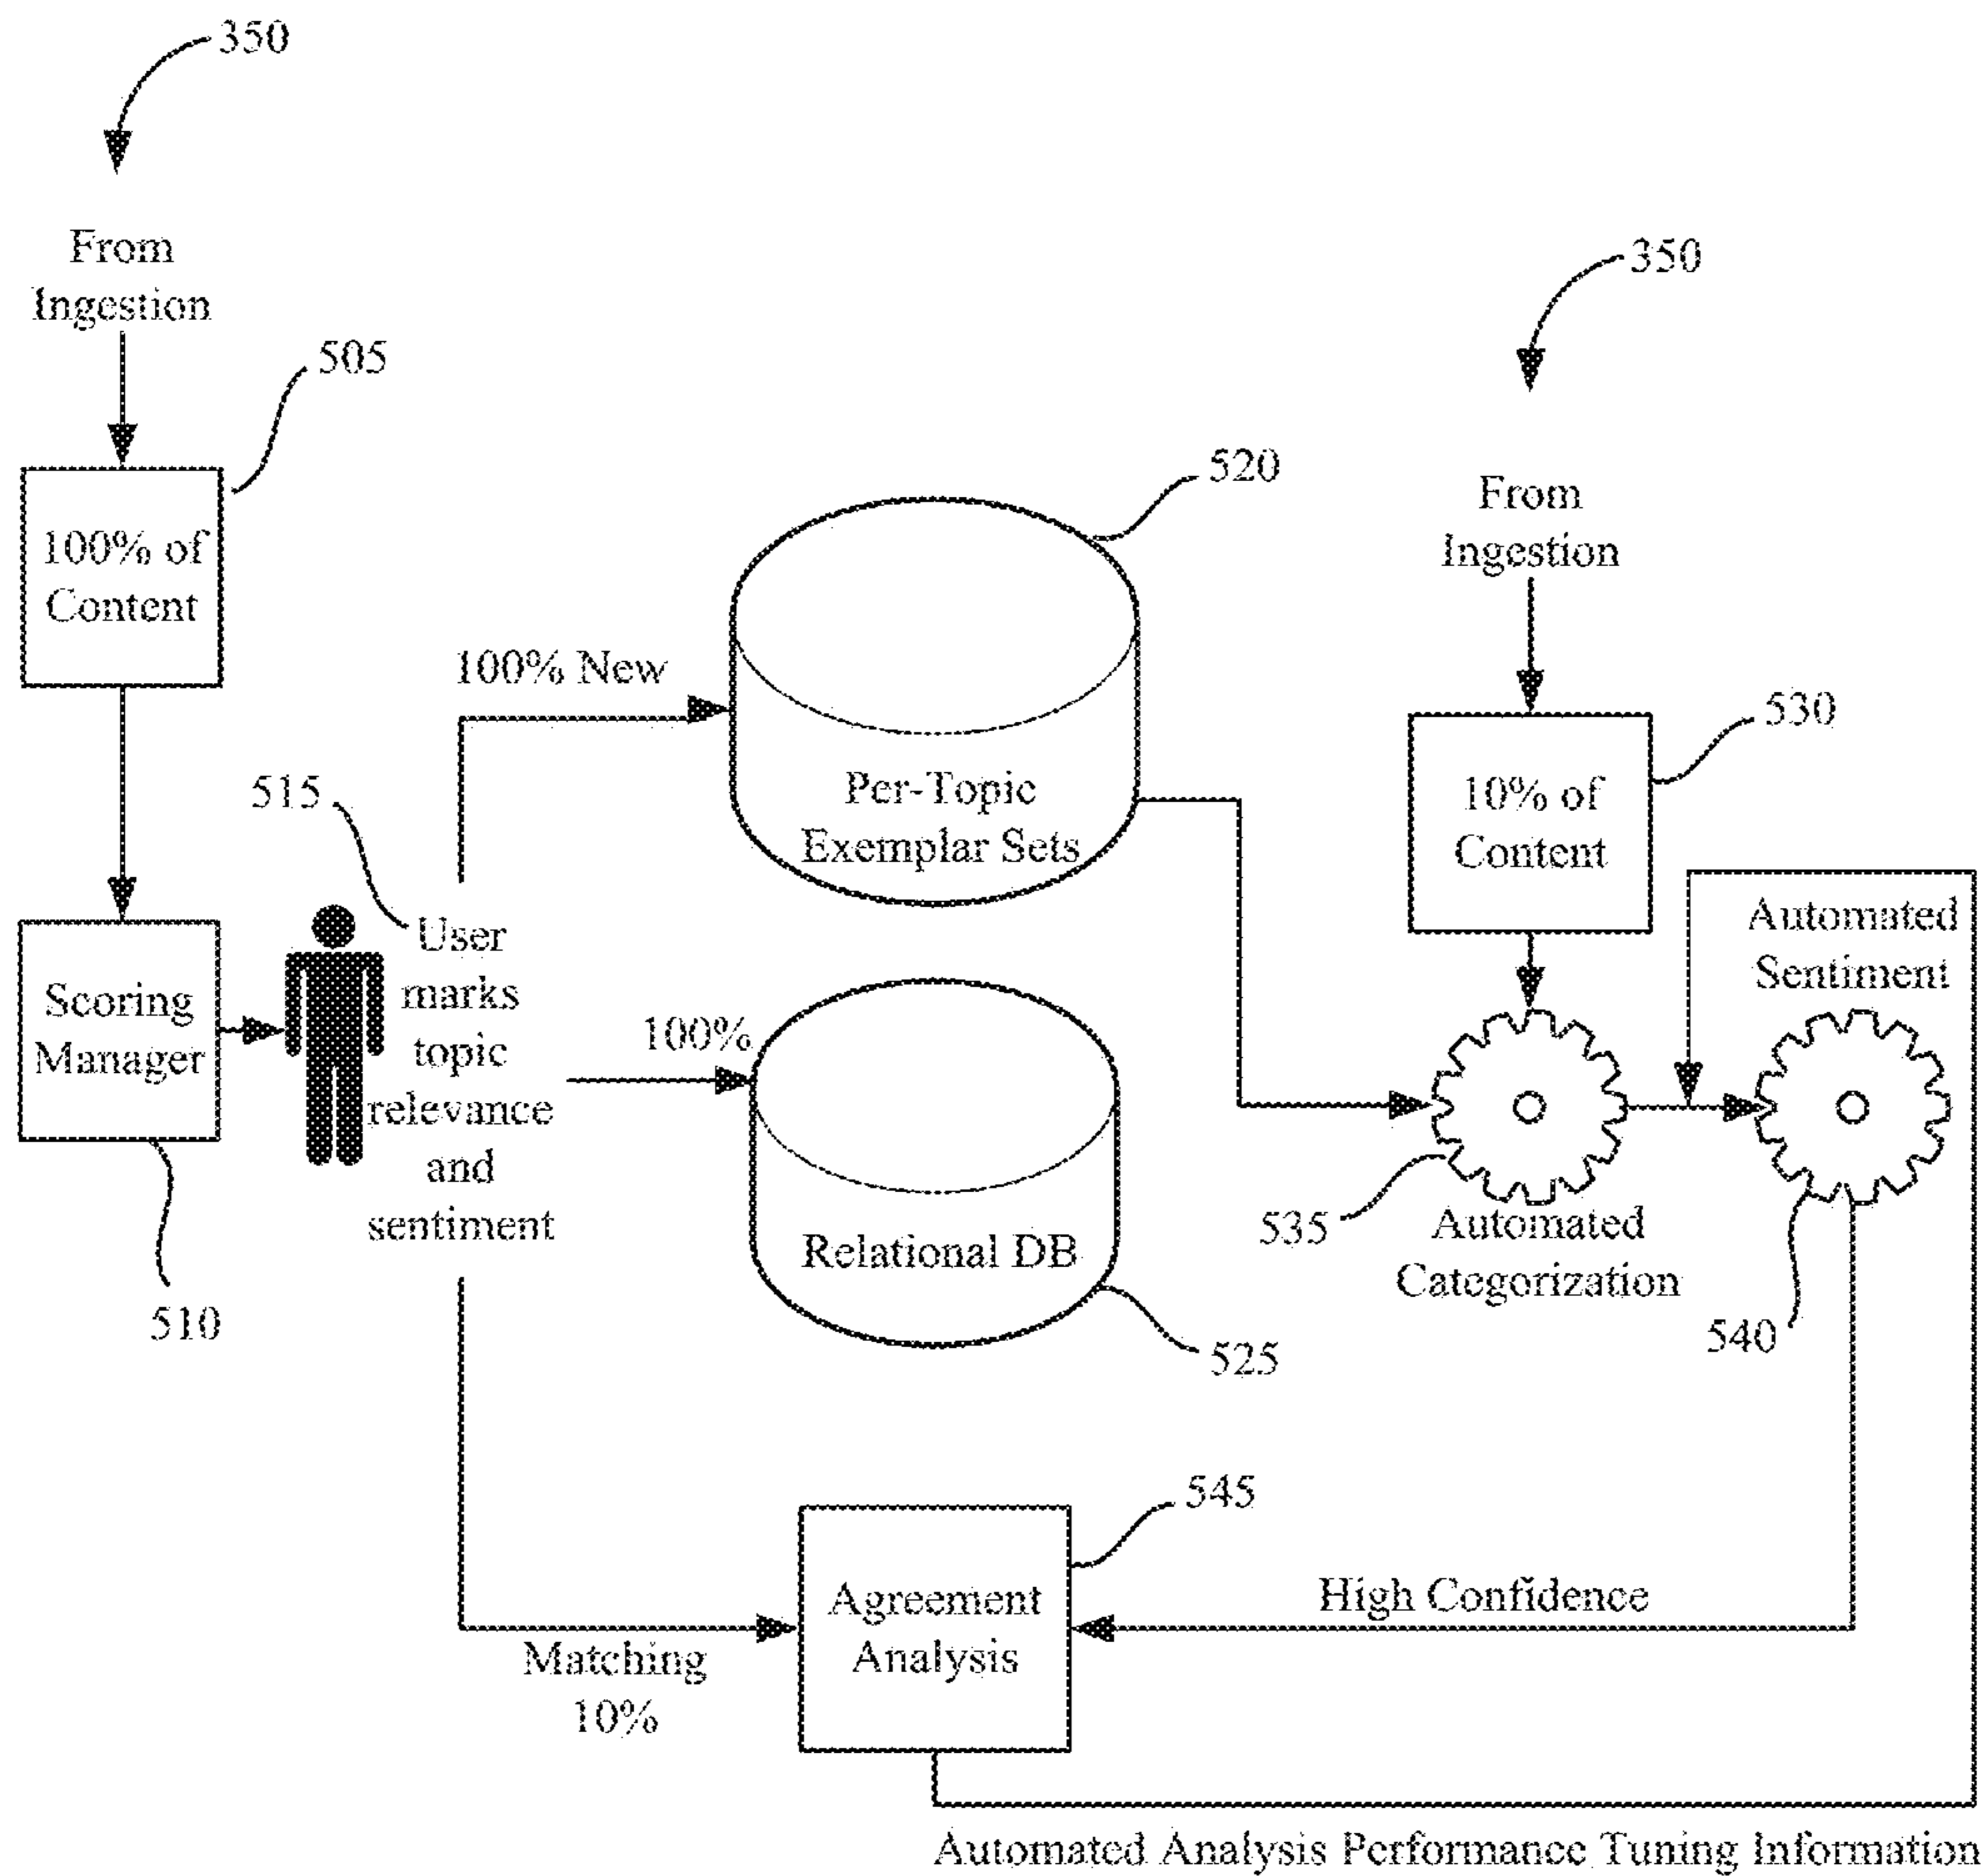 350
From
Ingestion
505
100% of
Content
Scoring
Manager
510
515
User
marks
topic
relevance
and
sentiment
100% New
520
Per-Topic
Exemplar Sets
100%
Relational DB
525
350
From
Ingestion
530
10% of
Content
Automated
Sentiment
535
Automated
Categorization
540
545
Agreement
Analysis
High Confidence
Matching
10%
Automated Analysis Performance Tuning Information